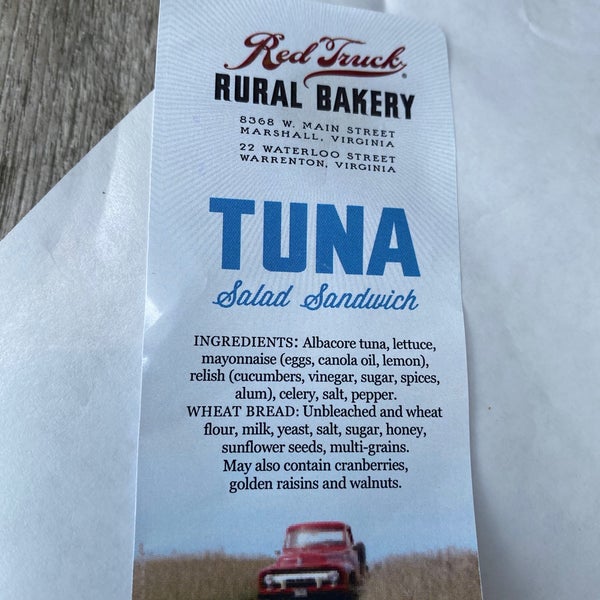 Red Truck®
RURAL BAKERY
8368 W. MAIN STREET
MARSHALL, VIRGINIA
22 WATERLOO STREET
WARRENTON, VIRGINIA
TUNA
Salad Sandwich
INGREDIENTS: Albacore tuna, lettuce,
mayonnaise (eggs, canola oil, lemon),
relish (cucumbers, vinegar, sugar, spices,
alum), celery, salt, pepper.
WHEAT BREAD: Unbleached and wheat
flour, milk, yeast, salt, sugar, honey,
sunflower seeds, multi-grains.
May also contain cranberries,
golden raisins and walnuts.